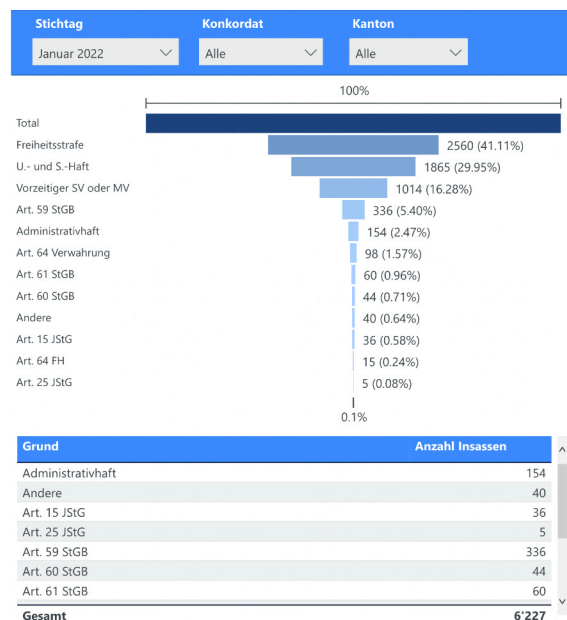 Stichtag Konkordat Kanton
Januar 2022 Alle Alle
100%
Total
Freiheitsstrafe 2560 (41.11%)
U.- und S.-Haft 1865 (29.95%)
Vorzeitiger SV oder MV 1014 (16.28%)
Art. 59 StGB 336 (5.40%)
Administrativhaft 154 (2.47%)
Art. 64 Verwahrung 98 (1.57%)
Art. 61 StGB 60 (0.96%)
Art. 60 StGB 44 (0.71%)
Andere 40 (0.64%)
Art. 15 JStG 36 (0.58%)
Art. 64 FH 15 (0.24%)
Art. 25 JStG 5 (0.08%)
0.1%
Grund Anzahl Insassen
Administrativhaft 154
Andere 40
Art. 15 JStG 36
Art. 25 JStG 5
Art. 59 StGB 336
Art. 60 StGB 44
Art. 61 StGB 60
Gesamt 6'227